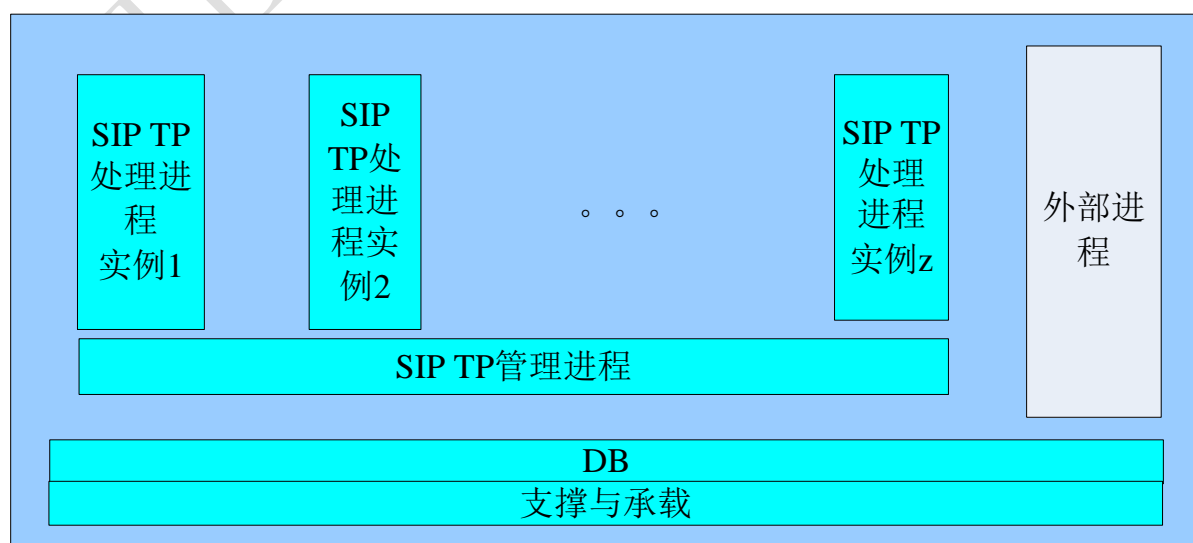 SIP TP
处理进
程
实例1
SIP
TP处
理进
程实
例2
。。。
SIP TP
处理
进程
实例z
外部进
程
SIP TP管理进程
DB
支撑与承载